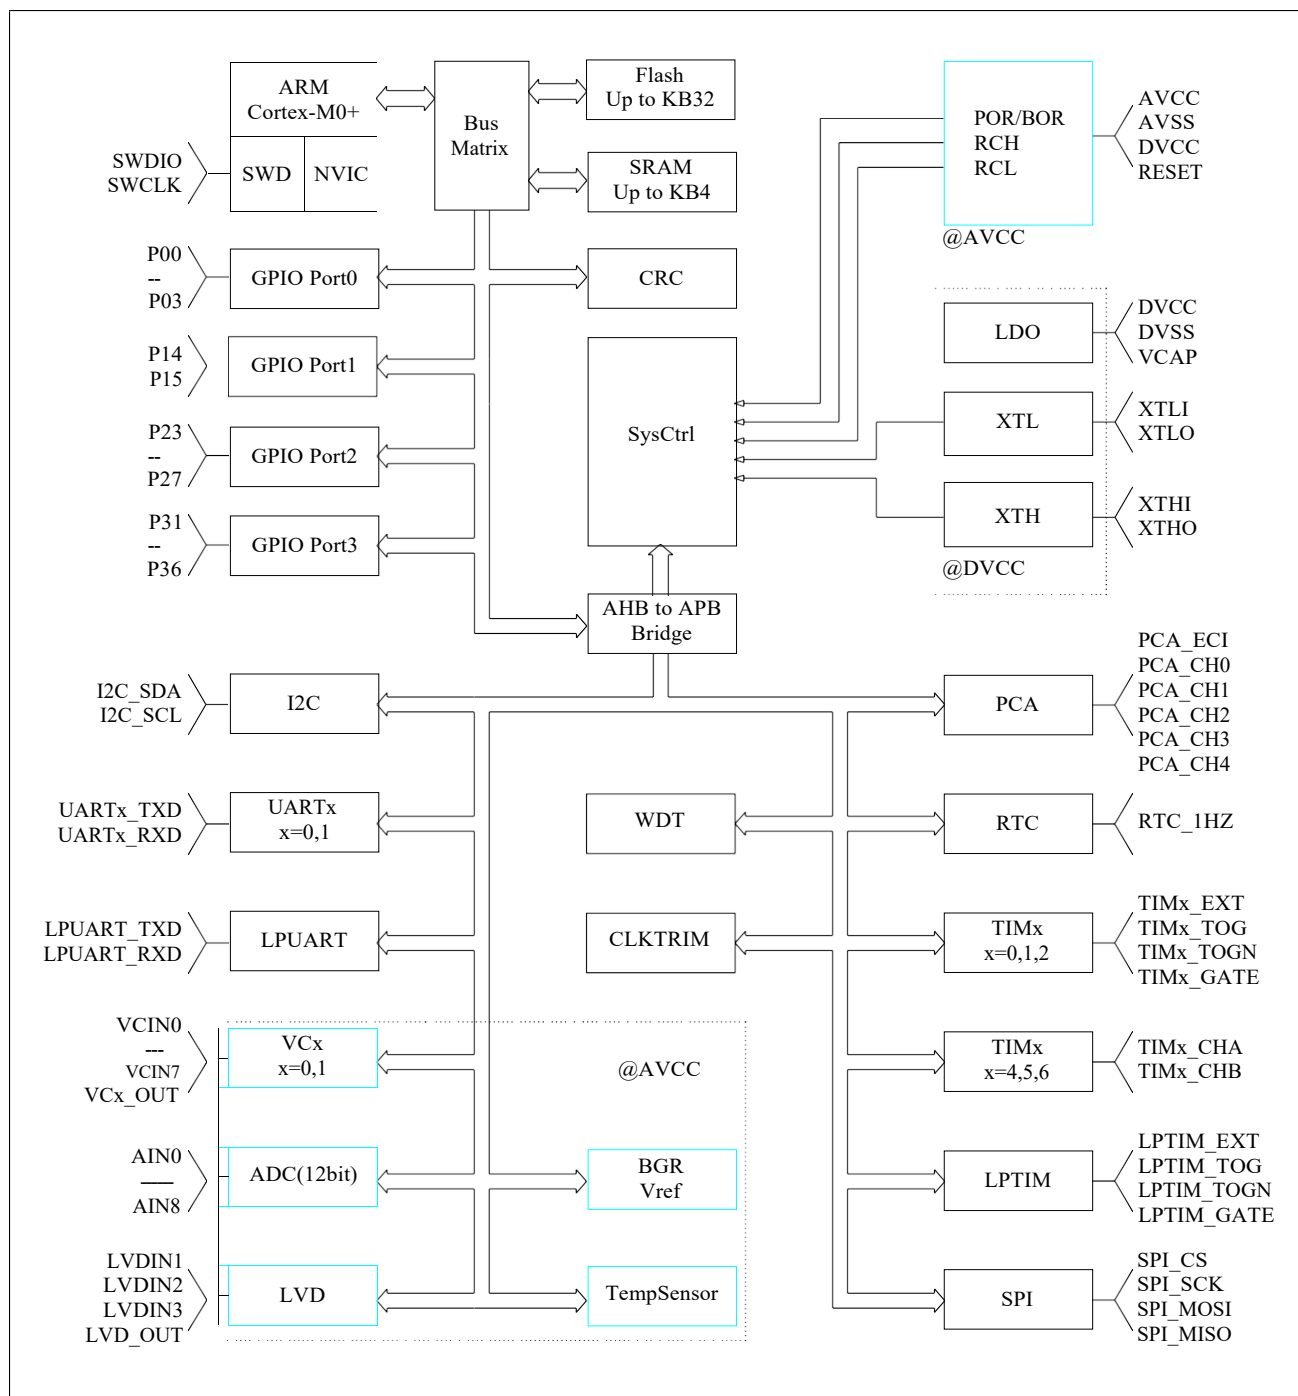 ARM
Cortex-M0+
SWD
NVIC
SWDIO
SWCLK
Bus
Matrix
Flash
Up to KB32
SRAM
Up to KB4
POR/BOR
RCH
RCL
@AVCC
AVCC
AVSS
DVCC
RESET
P00
--
P03
GPIO Port0
CRC
P14
P15
GPIO Port1
P23
--
P27
GPIO Port2
P31
--
P36
GPIO Port3
SysCtrl
LDO
DVCC
DVSS
VCAP
XTL
XTLI
XTLO
XTH
XTHI
XTHO
@DVCC
AHB to APB
Bridge
I2C_SDA
I2C_SCL
I2C
PCA
PCA_ECI
PCA_CH0
PCA_CH1
PCA_CH2
PCA_CH3
PCA_CH4
UARTx_TXD
UARTx_RXD
UARTx
x=0,1
WDT
RTC
RTC_1HZ
LPUART_TXD
LPUART_RXD
LPUART
CLKTRIM
TIMx
x=0,1,2
TIMx_EXT
TIMx_TOG
TIMx_TOGN
TIMx_GATE
VCIN0
---
VCIN7
VCx_OUT
VCx
x=0,1
@AVCC
TIMx
x=4,5,6
TIMx_CHA
TIMx_CHB
AIN0
-----
AIN8
ADC(12bit)
BGR
Vref
LPTIM
LPTIM_EXT
LPTIM_TOG
LPTIM_TOGN
LPTIM_GATE
LVDIN1
LVDIN2
LVDIN3
LVD_OUT
LVD
TempSensor
SPI
SPI_CS
SPI_SCK
SPI_MOSI
SPI_MISO